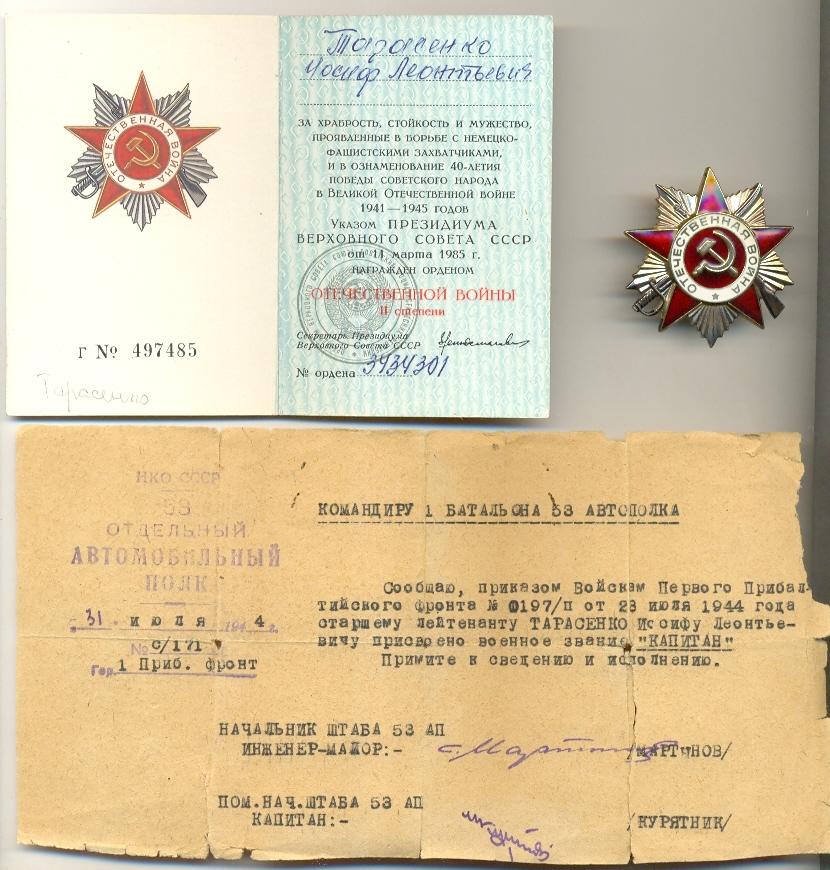 ОТЕЧЕСТВЕННАЯ ВОЙНА
Г № 497485
Тарасенко
Тарасенко
Иосиф Леонтьевич
ЗА ХРАБРОСТЬ, СТОЙКОСТЬ И МУЖЕСТВО,
ПРОЯВЛЕННЫЕ В БОРЬБЕ С НЕМЕЦКО-
ФАШИСТСКИМИ ЗАХВАТЧИКАМИ,
И В ОЗНАМЕНОВАНИЕ 40-ЛЕТИЯ
ПОБЕДЫ СОВЕТСКОГО НАРОДА
В ВЕЛИКОЙ ОТЕЧЕСТВЕННОЙ ВОЙНЕ
1941—1945 ГОДОВ
Указом ПРЕЗИДИУМА
ВЕРХОВНОГО СОВЕТА СССР
от 11 марта 1985 г.
НАГРАЖДЕН ОРДЕНОМ
ОТЕЧЕСТВЕННОЙ ВОЙНЫ
II степени
Секретарь Президиума
Верховного Совета СССР
№ ордена 3434301
ОТЕЧЕСТВЕННАЯ ВОЙНА
НКО СССР
53
ОТДЕЛЬНЫЙ
АВТОМОБИЛЬНЫЙ
ПОЛК
31 июля 1944 г.
№ С/171
Гор. 1 Приб. фронт
КОМАНДИРУ 1 БАТАЛЬОНА 53 АВТОПОЛКА
Сообщаю, приказом Войскам Первого Прибал-
тийского фронта № 0197/п от 23 июля 1944 года
старшему лейтенанту ТАРАСЕНКО Иосифу Леонтье-
вичу присвоено военное звание "КАПИТАН"
Примите к сведению и исполнению.
НАЧАЛЬНИК ШТАБА 53 АП
ИНЖЕНЕР-МАЙОР:- /МАРТЫНОВ/
ПОМ.НАЧ.ШТАБА 53 АП
КАПИТАН:- /КУРЯТНИК/